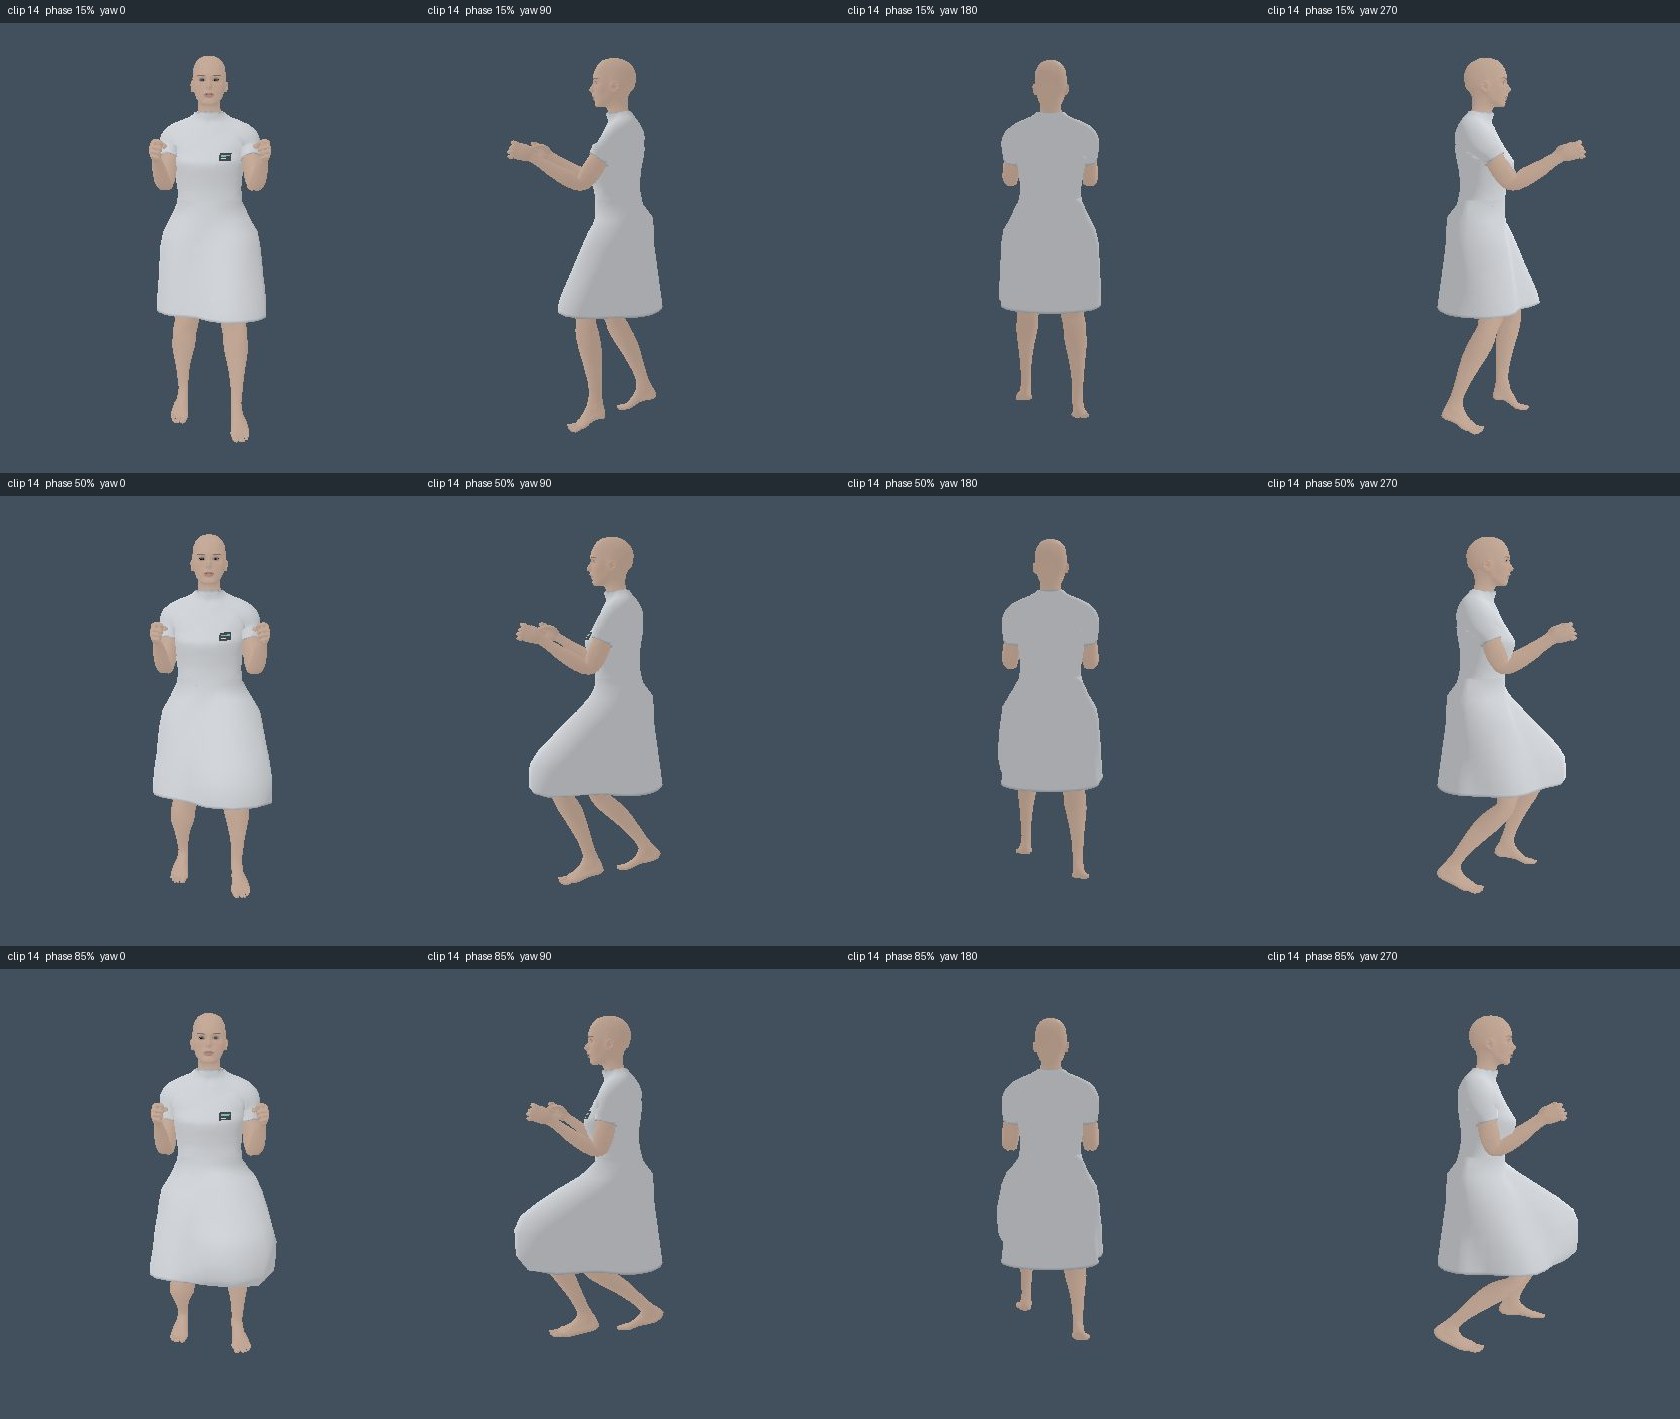 clip 14 phase 15% yaw 0
clip 14 phase 15% yaw 90
clip 14 phase 15% yaw 180
clip 14 phase 15% yaw 270
clip 14 phase 50% yaw 0
clip 14 phase 50% yaw 90
clip 14 phase 50% yaw 180
clip 14 phase 50% yaw 270
clip 14 phase 85% yaw 0
clip 14 phase 85% yaw 90
clip 14 phase 85% yaw 180
clip 14 phase 85% yaw 270